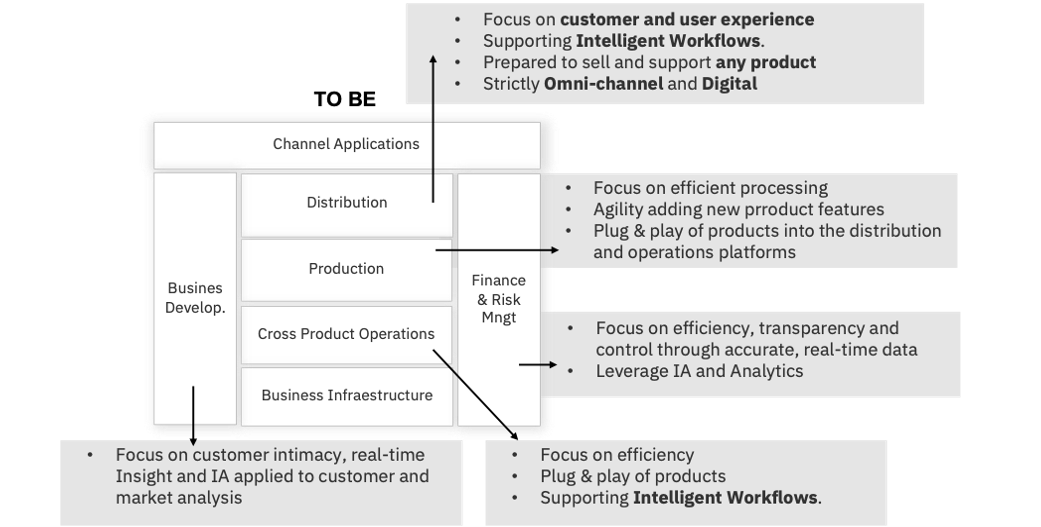 • Focus on customer and user experience
• Supporting Intelligent Workflows.
• Prepared to sell and support any product
• Strictly Omni-channel and Digital
TO BE
Channel Applications
Distribution
Production
Cross Product Operations
Business Infraestructure
Busines
Develop.
Finance
& Risk
Mngt
• Focus on efficient processing
• Agility adding new prroduct features
• Plug & play of products into the distribution
and operations platforms
• Focus on efficiency, transparency and
control through accurate, real-time data
• Leverage IA and Analytics
• Focus on customer intimacy, real-time
Insight and IA applied to customer and
market analysis
• Focus on efficiency
• Plug & play of products
• Supporting Intelligent Workflows.